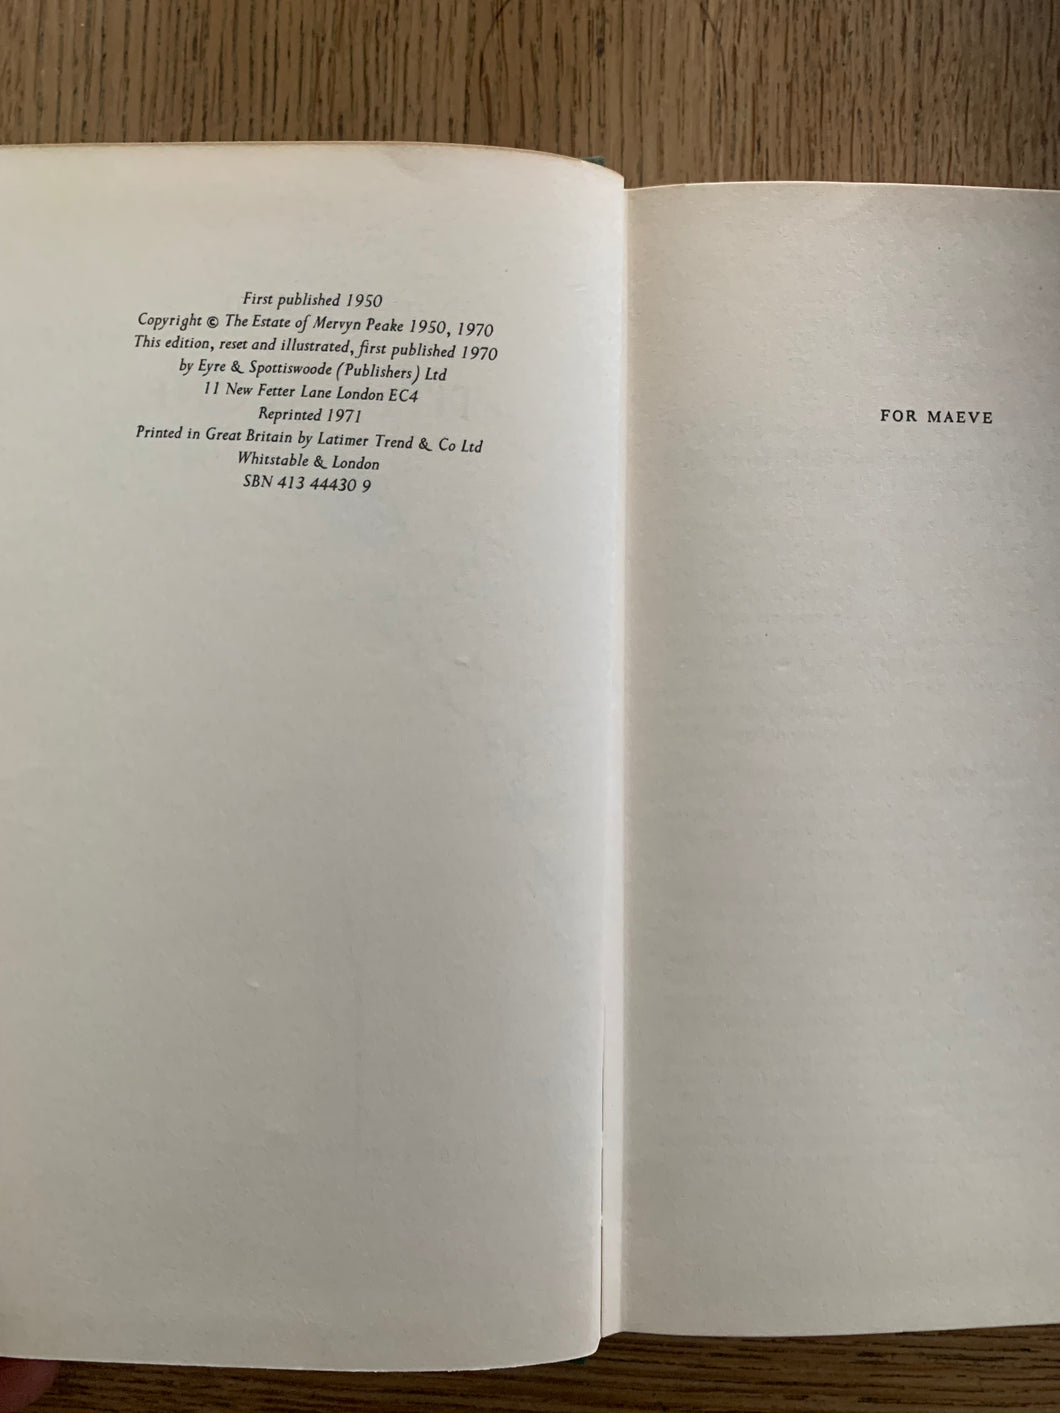 First published 1950
Copyright © The Estate of Mervyn Peake 1950, 1970
This edition, reset and illustrated, first published 1970
by Eyre & Spottiswoode (Publishers) Ltd
11 New Fetter Lane London EC4
Reprinted 1971
Printed in Great Britain by Latimer Trend & Co Ltd
Whitstable & London
SBN 413 44430 9
FOR MAEVE